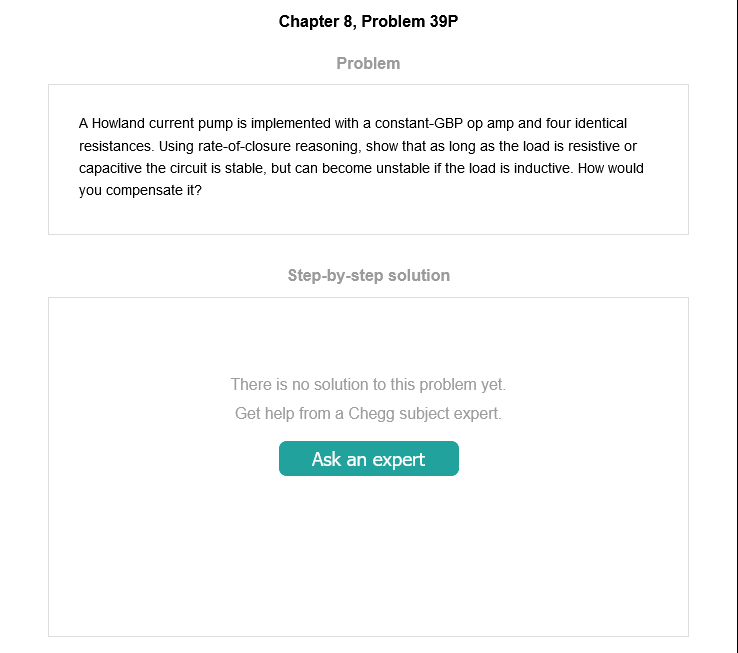 Chapter 8, Problem 39P
Problem
A Howland current pump is implemented with a constant-GBP op amp and four identical
resistances. Using rate-of-closure reasoning, show that as long as the load is resistive or
capacitive the circuit is stable, but can become unstable if the load is inductive. How would
you compensate it?
Step-by-step solution
There is no solution to this problem yet.
Get help from a Chegg subject expert.
Ask an expert